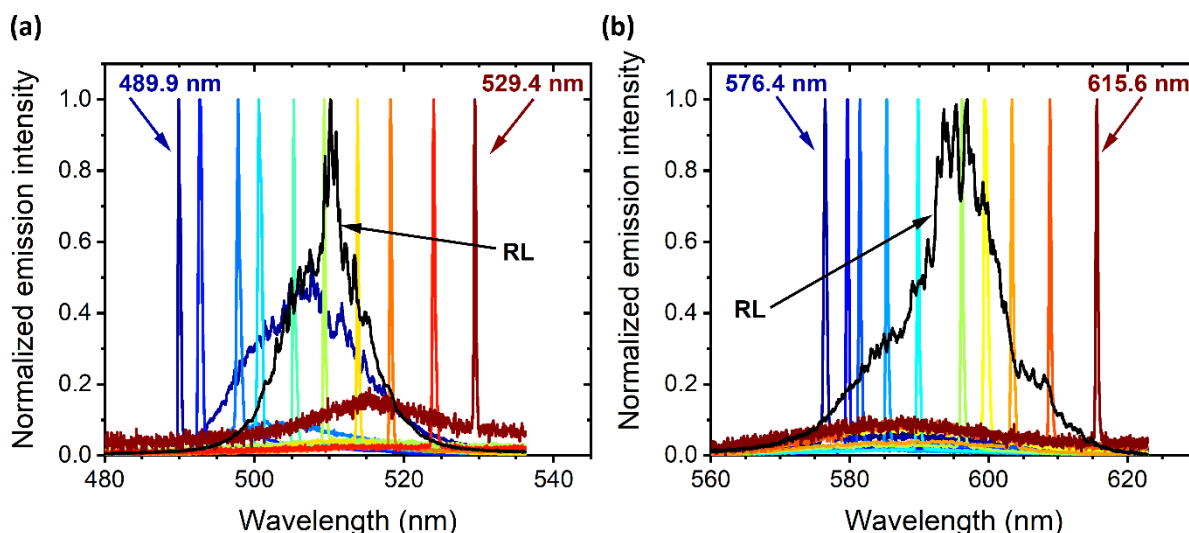 (a)
489.9 nm
529.4 nm
RL
Normalized emission intensity
1.0
0.8
0.6
0.4
0.2
0.0
480
500
520
540
Wavelength (nm)
(b)
576.4 nm
615.6 nm
RL
Normalized emission intensity
1.0
0.8
0.6
0.4
0.2
0.0
560
580
600
620
Wavelength (nm)